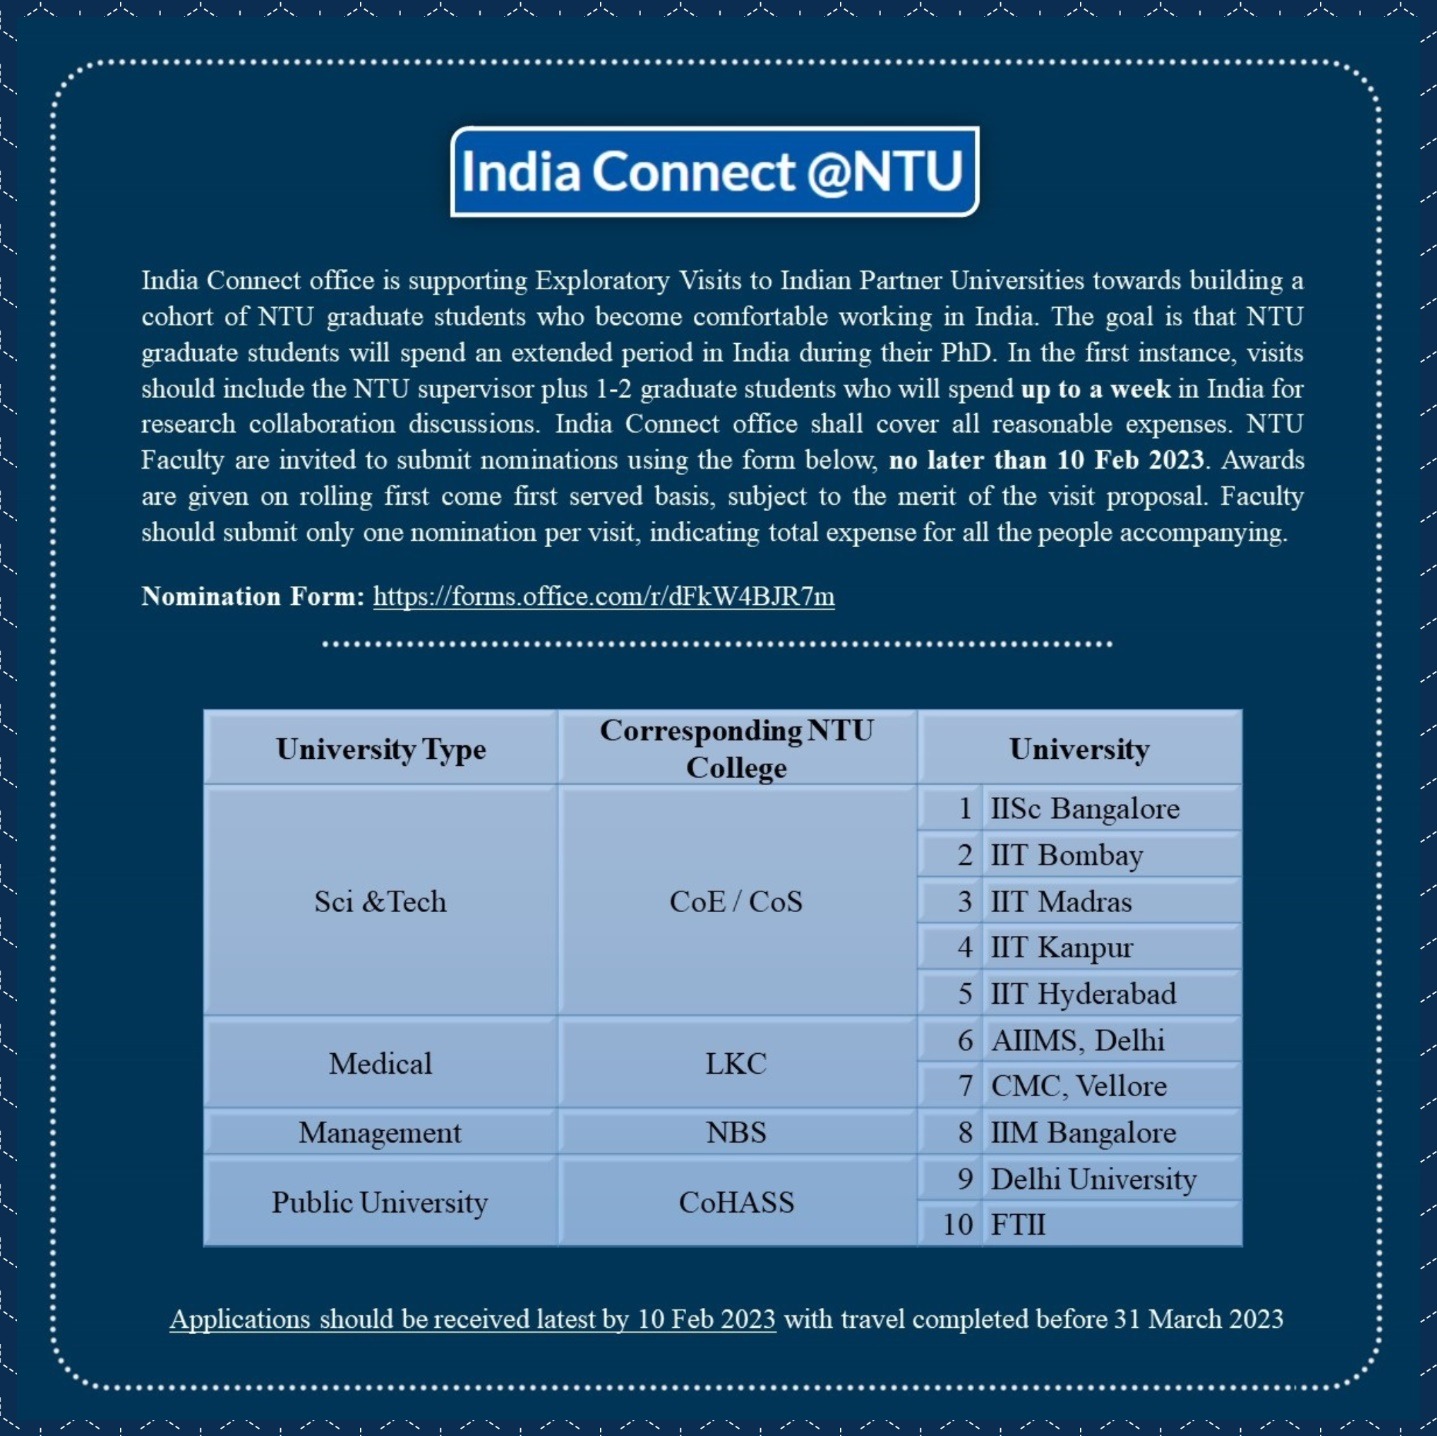 India Connect @NTU
India Connect office is supporting Exploratory Visits to Indian Partner Universities towards building a
cohort of NTU graduate students who become comfortable working in India. The goal is that NTU
graduate students will spend an extended period in India during their PhD. In the first instance, visits
should include the NTU supervisor plus 1-2 graduate students who will spend up to a week in India for
research collaboration discussions. India Connect office shall cover all reasonable expenses. NTU
Faculty are invited to submit nominations using the form below, no later than 10 Feb 2023. Awards
are given on rolling first come first served basis, subject to the merit of the visit proposal. Faculty
should submit only one nomination per visit, indicating total expense for all the people accompanying.
Nomination Form: https://forms.office.com/r/dFkW4BJR7m
University Type
Corresponding NTU
College
University
Sci &Tech
CoE / CoS
1 IISc Bangalore
2 IIT Bombay
3 IIT Madras
4 IIT Kanpur
5 IIT Hyderabad
Medical
LKC
6 AIIMS, Delhi
7 CMC, Vellore
Management
NBS
8 IIM Bangalore
Public University
CoHASS
9 Delhi University
10 FTII
Applications should be received latest by 10 Feb 2023 with travel completed before 31 March 2023